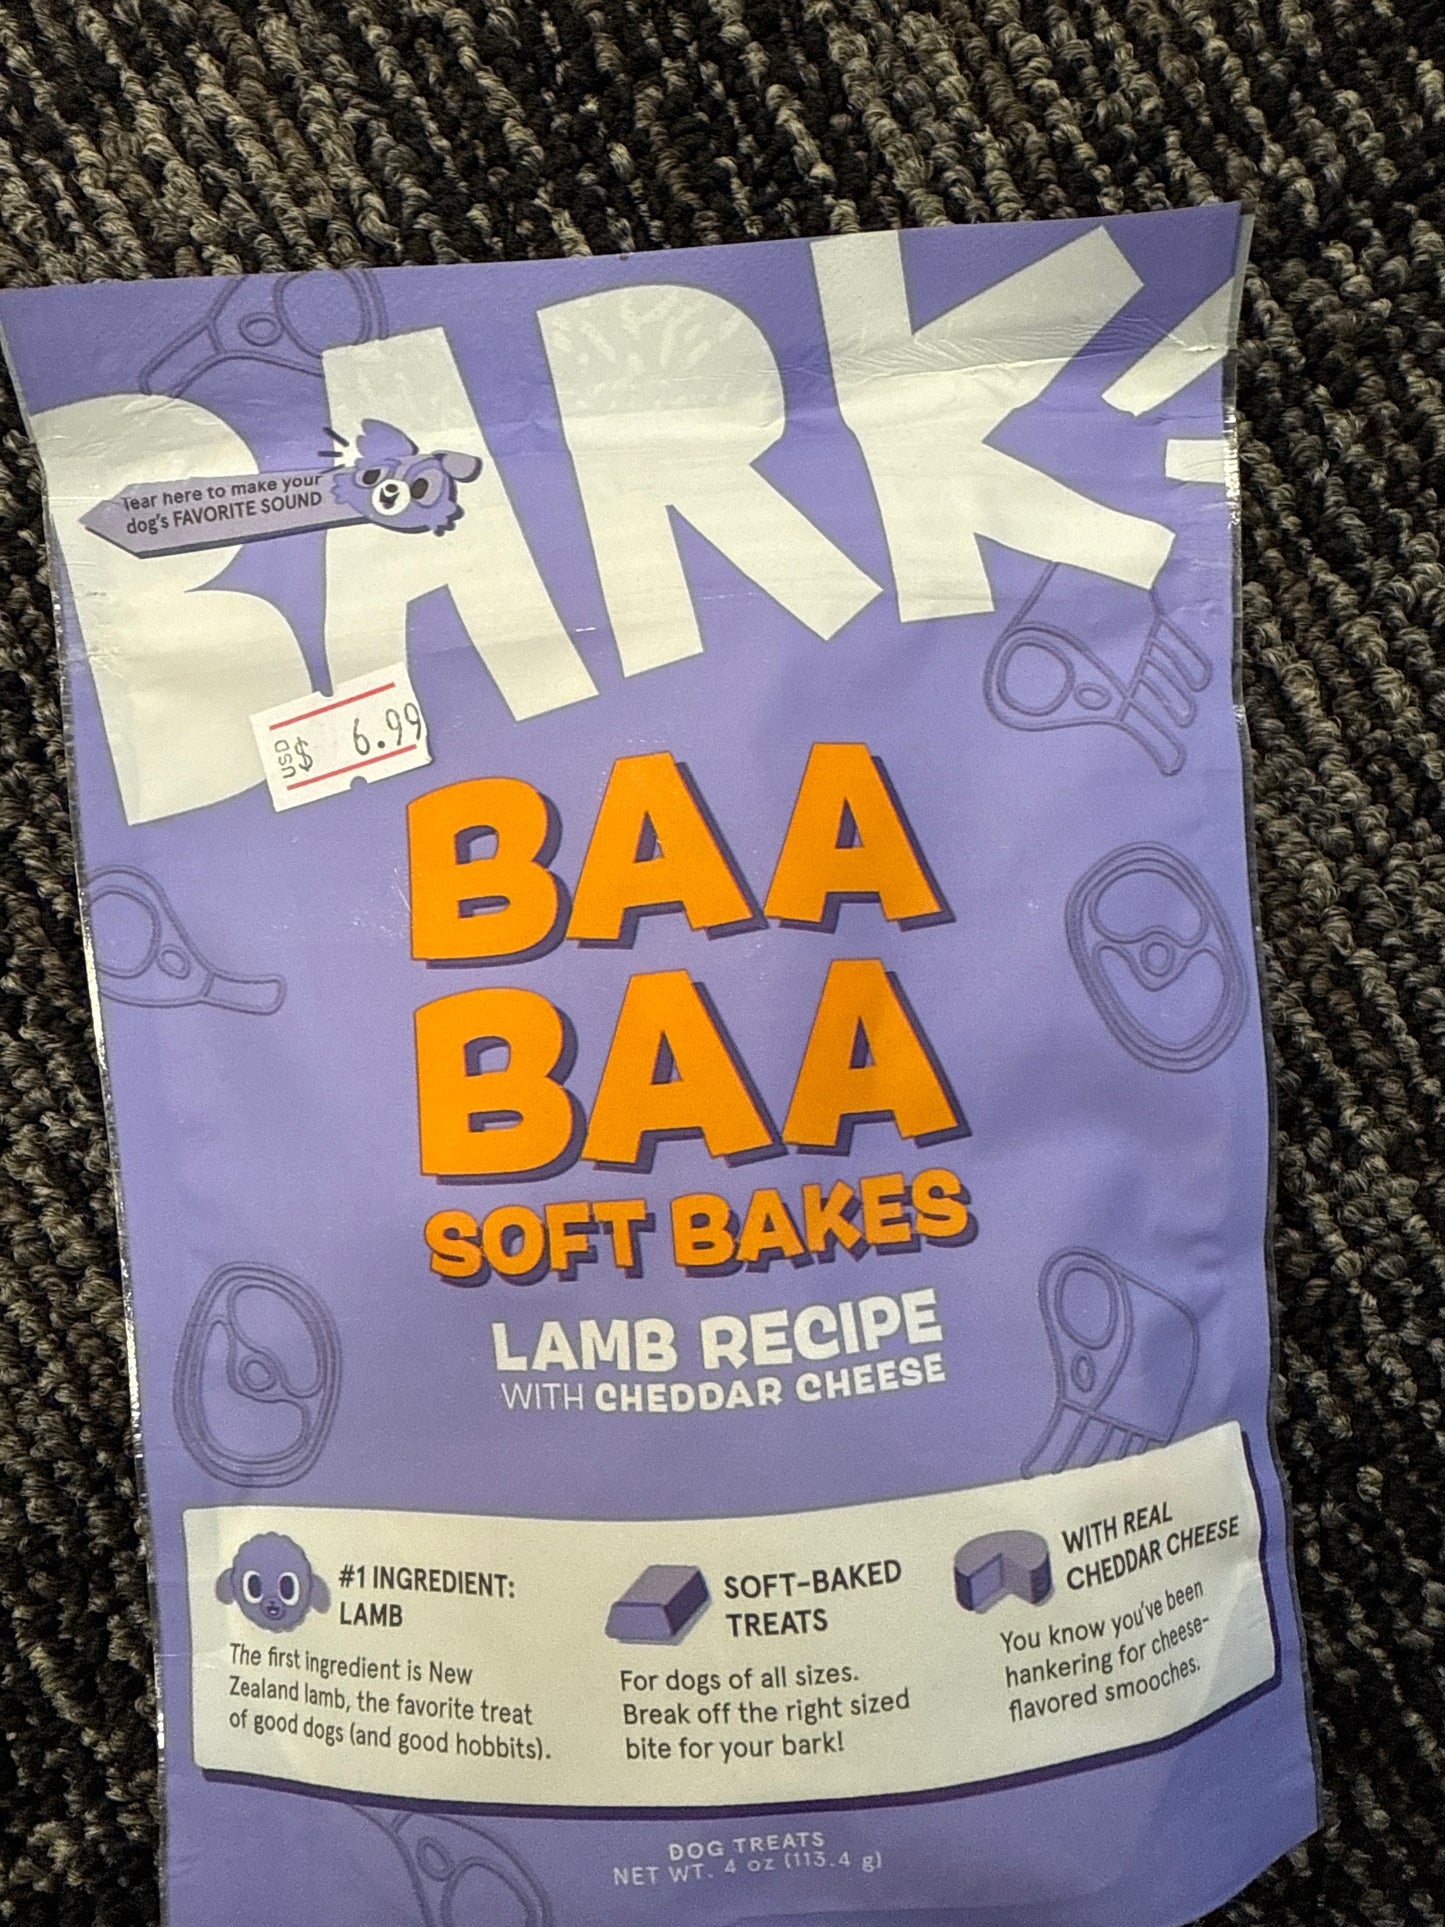 BARK
Tear here to make your
dog's FAVORITE SOUND
USD $ 6.99
BAA
BAA
SOFT BAKES
LAMB RECIPE
WITH CHEDDAR CHEESE
#1 INGREDIENT:
LAMB
The first ingredient is New
Zealand lamb, the favorite treat
of good dogs (and good hobbits).
SOFT-BAKED
TREATS
For dogs of all sizes.
Break off the right sized
bite for your bark!
WITH REAL
CHEDDAR CHEESE
You know you've been
hankering for cheese-
flavored smooches.
DOG TREATS
NET WT. 4 oz (113.4 g)